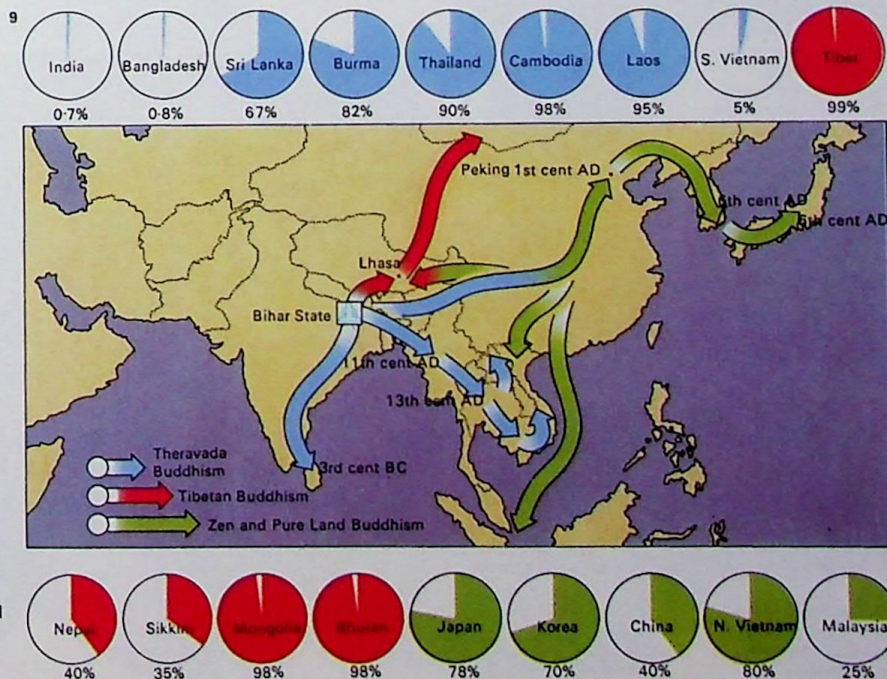 9
India
Bangladesh
Sri Lanka
Burma
Thailand
Cambodia
Laos
S. Vietnam
Tibet
0·7%
0·8%
67%
82%
90%
98%
95%
5%
99%
Peking 1st cent AD
6th cent AD
Lhasa
Bihar State
11th cent AD
13th cent AD
3rd cent BC
Theravada
Buddhism
Tibetan Buddhism
Zen and Pure Land Buddhism
Nepal
Sikkim
Mongolia
Bhutan
Japan
Korea
China
N. Vietnam
Malaysia
40%
35%
98%
98%
78%
70%
40%
80%
25%